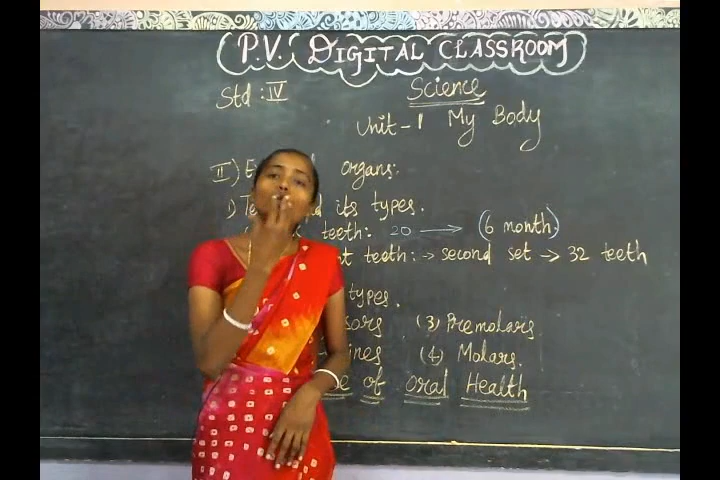 P.V. DIGITAL CLASSROOM
Std : IV
Science
Unit - 1 My Body
II) organs:
1) its types.
teeth: 20 → (6 month)
teeth: → second set → 32 teeth
types.
(3) Premolars
(4) Molars.
of oral Health